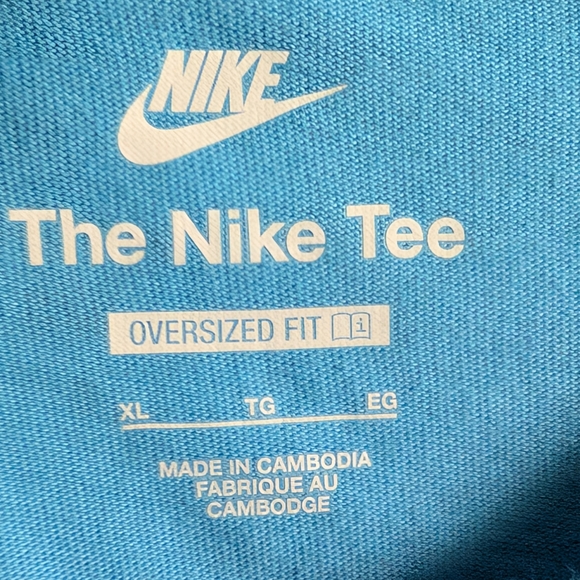 NIKE
The Nike Tee
OVERSIZED FIT i
XL TG EG
MADE IN CAMBODIA
FABRIQUE AU
CAMBODGE